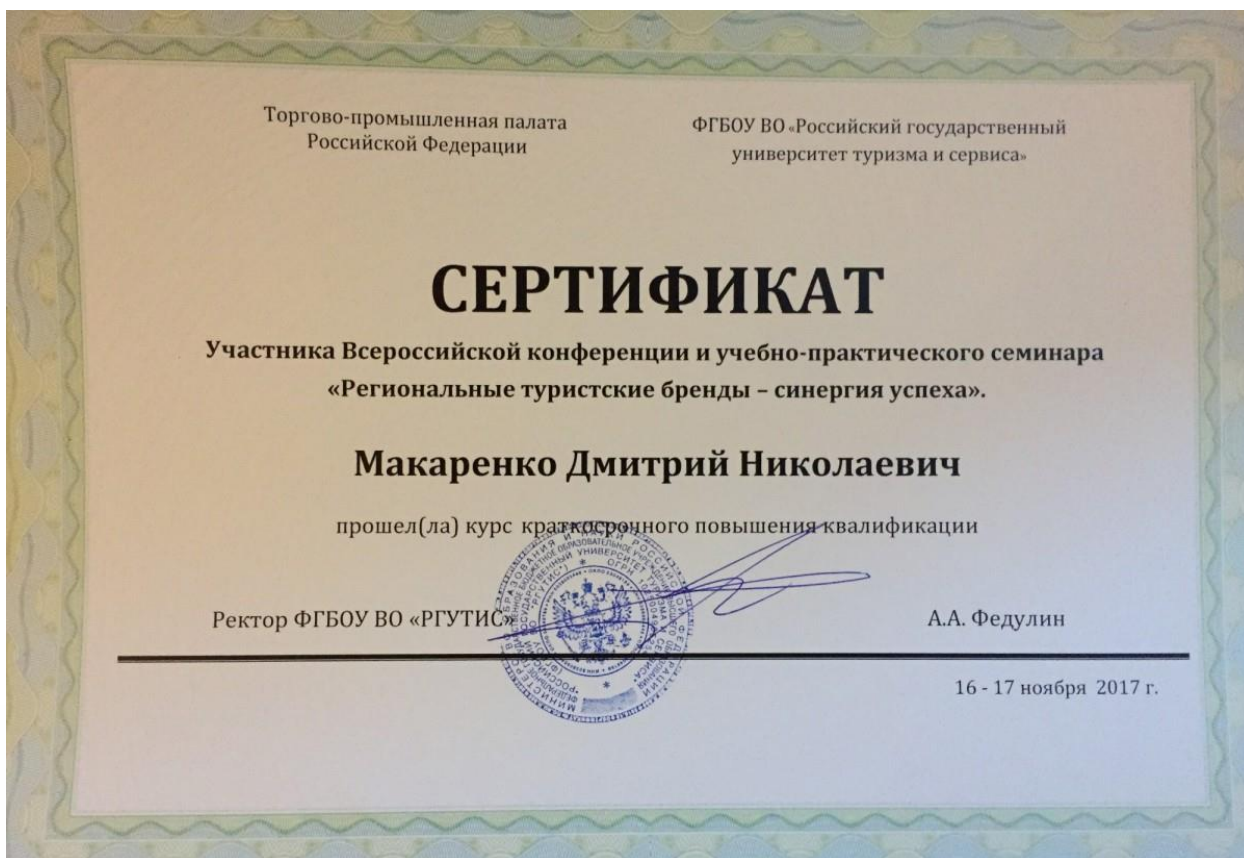 Торгово-промышленная палата
Российской Федерации
ФГБОУ ВО «Российский государственный
университет туризма и сервиса»
СЕРТИФИКАТ
Участника Всероссийской конференции и учебно-практического семинара
«Региональные туристские бренды – синергия успеха».
Макаренко Дмитрий Николаевич
прошел(ла) курс краткосрочного повышения квалификации
Ректор ФГБОУ ВО «РГУТИС»
А.А. Федулин
16 - 17 ноября 2017 г.